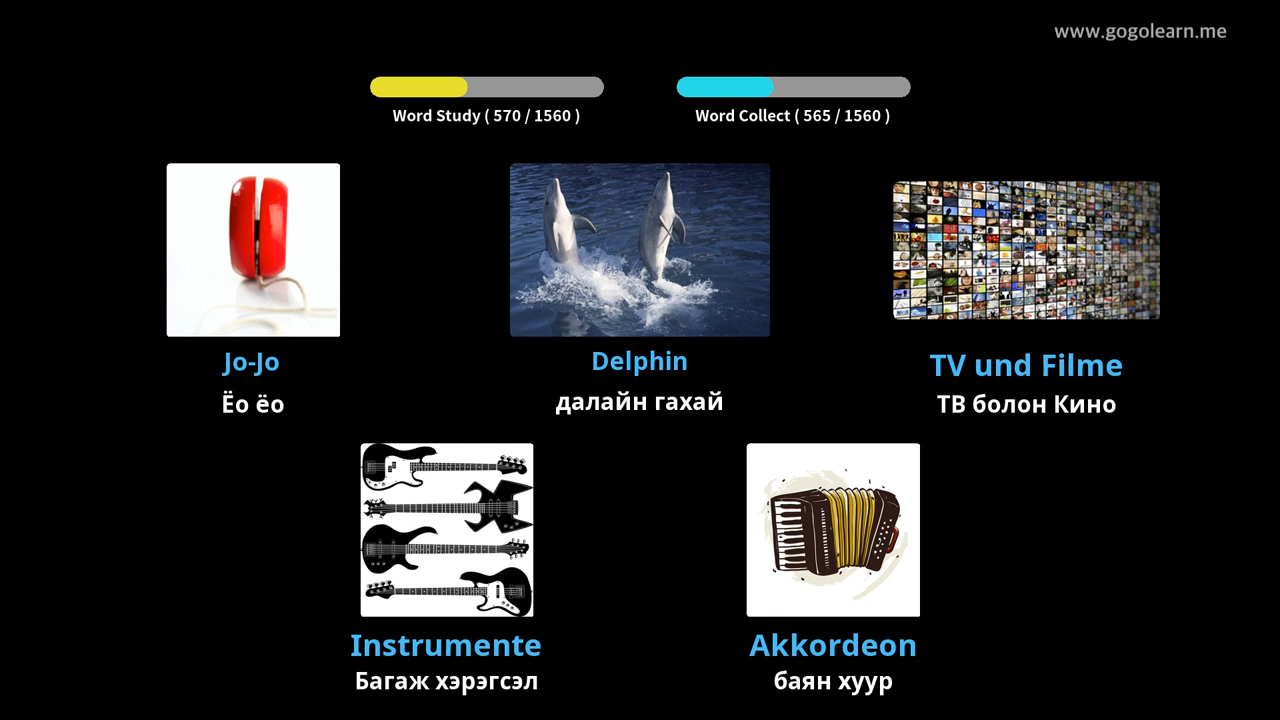 www.gogolearn.me
Word Study ( 570 / 1560 )
Word Collect ( 565 / 1560 )
Jo-Jo
Ёо ёо
Delphin
далайн гахай
TV und Filme
ТВ болон Кино
Instrumente
Багаж хэрэгсэл
Akkordeon
баян хуур